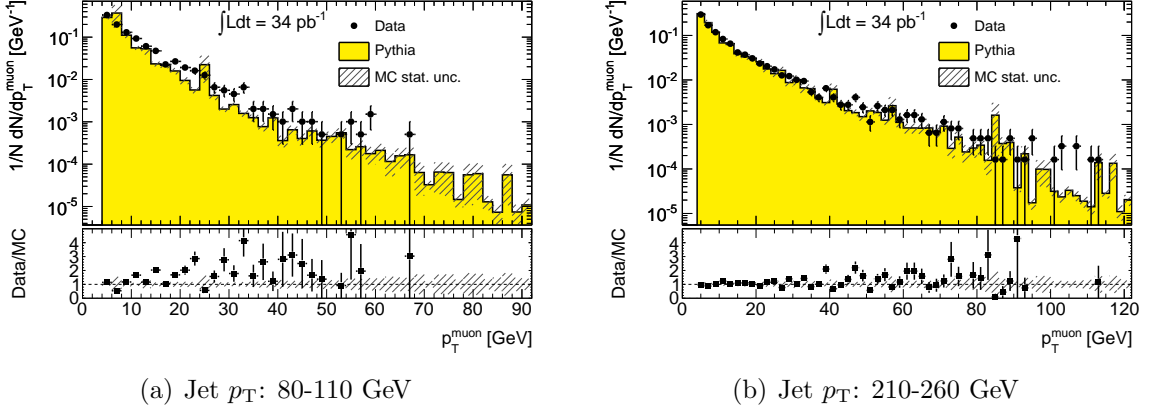 1/N dN/dp_T^muon [GeV^-1]
10^-1
10^-2
10^-3
10^-4
10^-5
∫Ldt = 34 pb^-1
Data
Pythia
MC stat. unc.
Data/MC
4
3
2
1
0
0 10 20 30 40 50 60 70 80 90
p_T^muon [GeV]
(a) Jet p_T: 80-110 GeV
1/N dN/dp_T^muon [GeV^-1]
10^-1
10^-2
10^-3
10^-4
10^-5
∫Ldt = 34 pb^-1
Data
Pythia
MC stat. unc.
Data/MC
4
3
2
1
0
0 20 40 60 80 100 120
p_T^muon [GeV]
(b) Jet p_T: 210-260 GeV